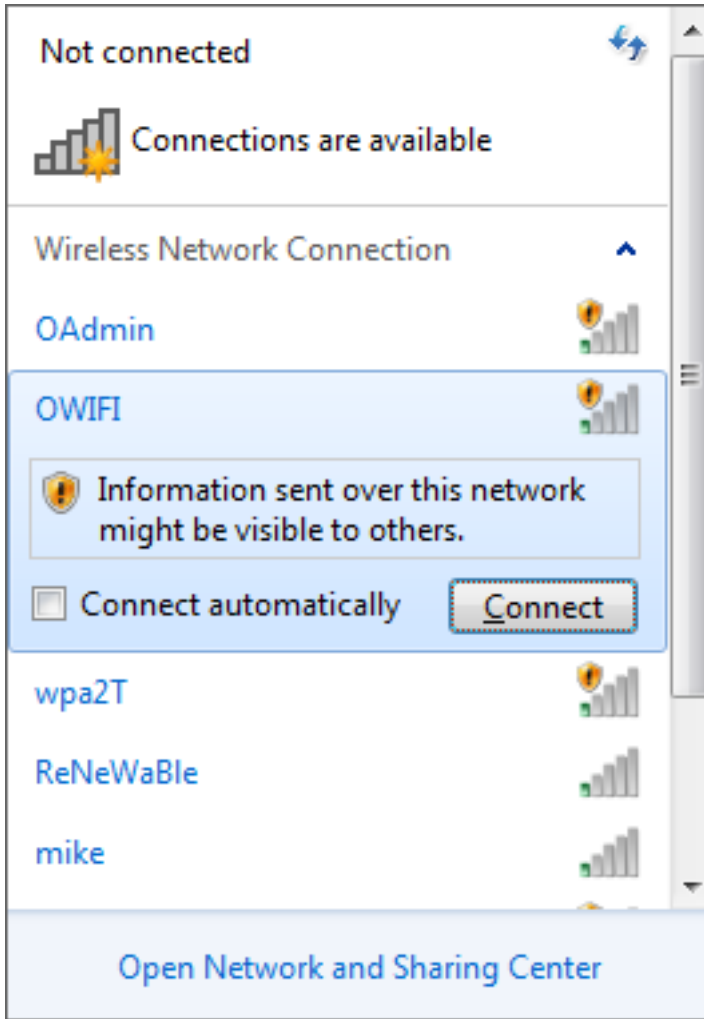 Not connected
Connections are available
Wireless Network Connection
OAdmin
OWIFI
Information sent over this network
might be visible to others.
Connect automatically
Connect
wpa2T
ReNeWaBle
mike
Open Network and Sharing Center